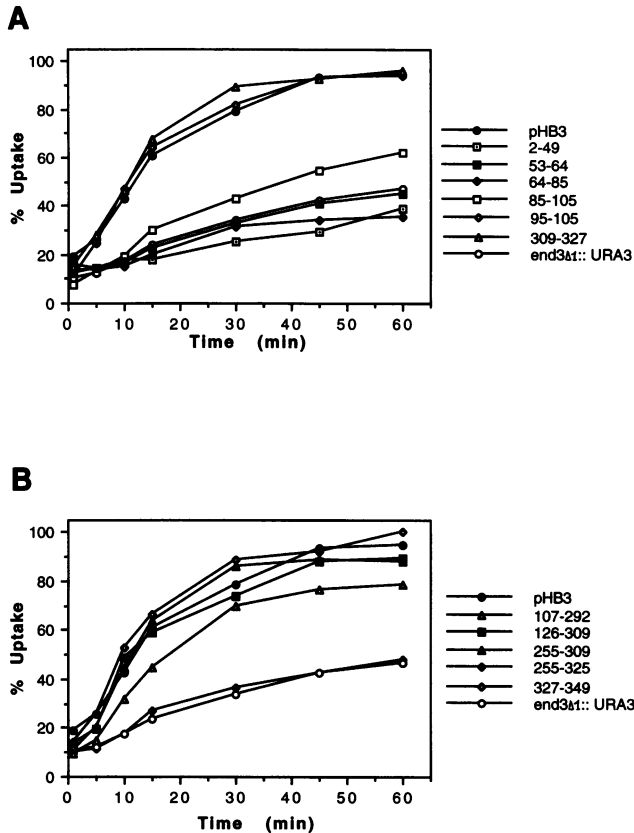 A
100
80
60
40
20
0
% Uptake
0 10 20 30 40 50 60
Time (min)
pHB3
2-49
53-64
64-85
85-105
95-105
309-327
end3Δ1:: URA3
B
100
80
60
40
20
0
% Uptake
0 10 20 30 40 50 60
Time (min)
pHB3
107-292
126-309
255-309
255-325
327-349
end3Δ1:: URA3